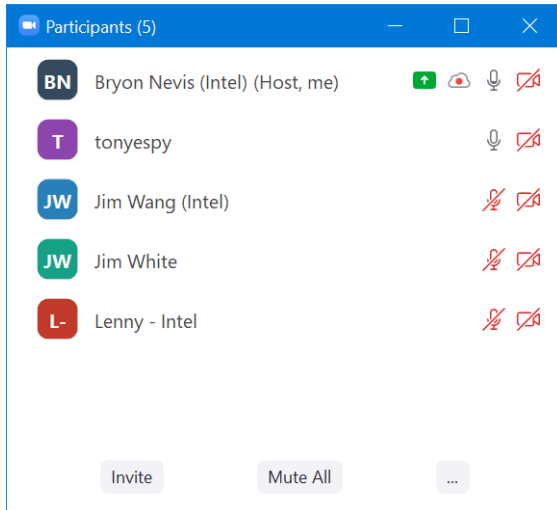 Participants (5)
BN Bryon Nevis (Intel) (Host, me)
T tonyespy
JW Jim Wang (Intel)
JW Jim White
L- Lenny - Intel
Invite Mute All ...